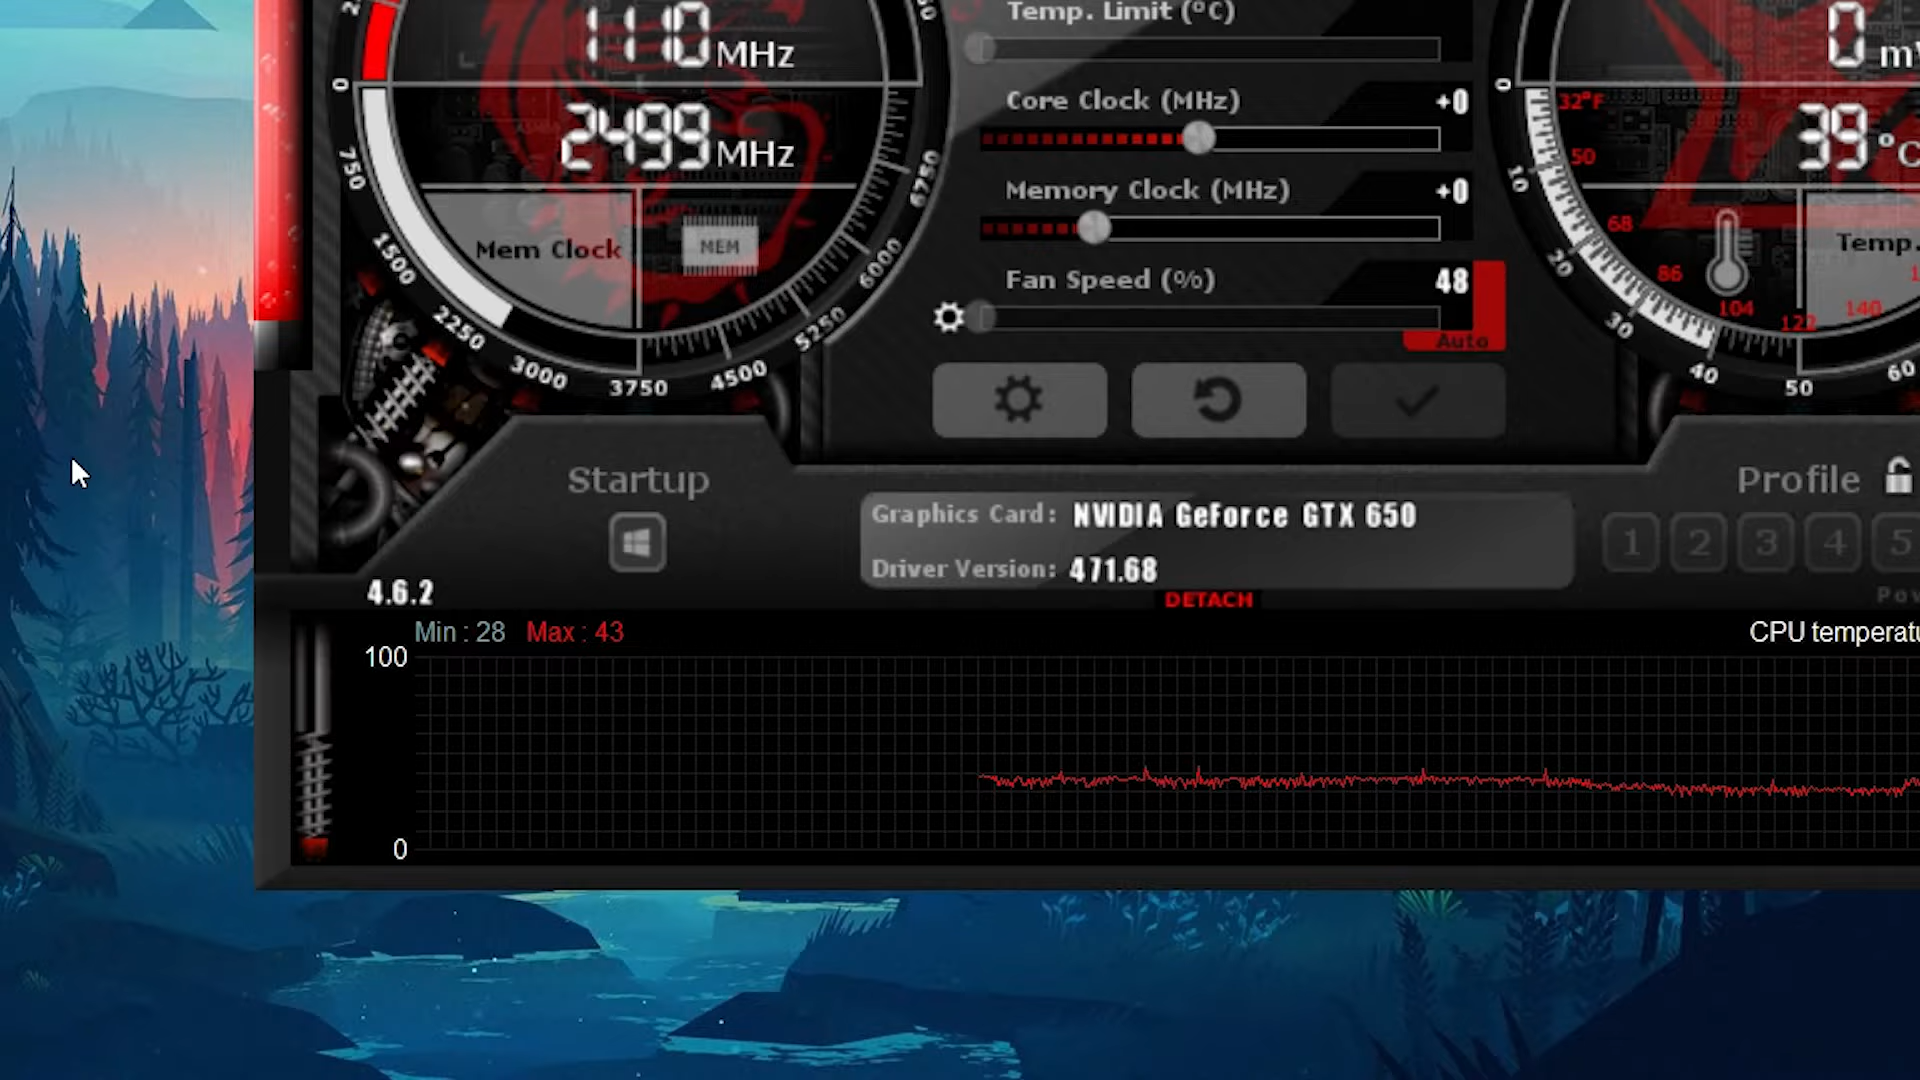 Temp. Limit (°C)
1110 MHz
0 mV
Core Clock (MHz) +0
2499 MHz
39 °C
Memory Clock (MHz) +0
Mem Clock MEM
Temp.
Fan Speed (%) 48
Auto
0
750
1500
2250
3000
3750
4500
5250
6000
6750
0
10
20
30
40
50
60
32°F
50
68
86
104
122
140
Startup
Profile
Graphics Card: NVIDIA GeForce GTX 650
1 2 3 4 5
Driver Version: 471.68
4.6.2
DETACH
Min : 28 Max : 43
100
0